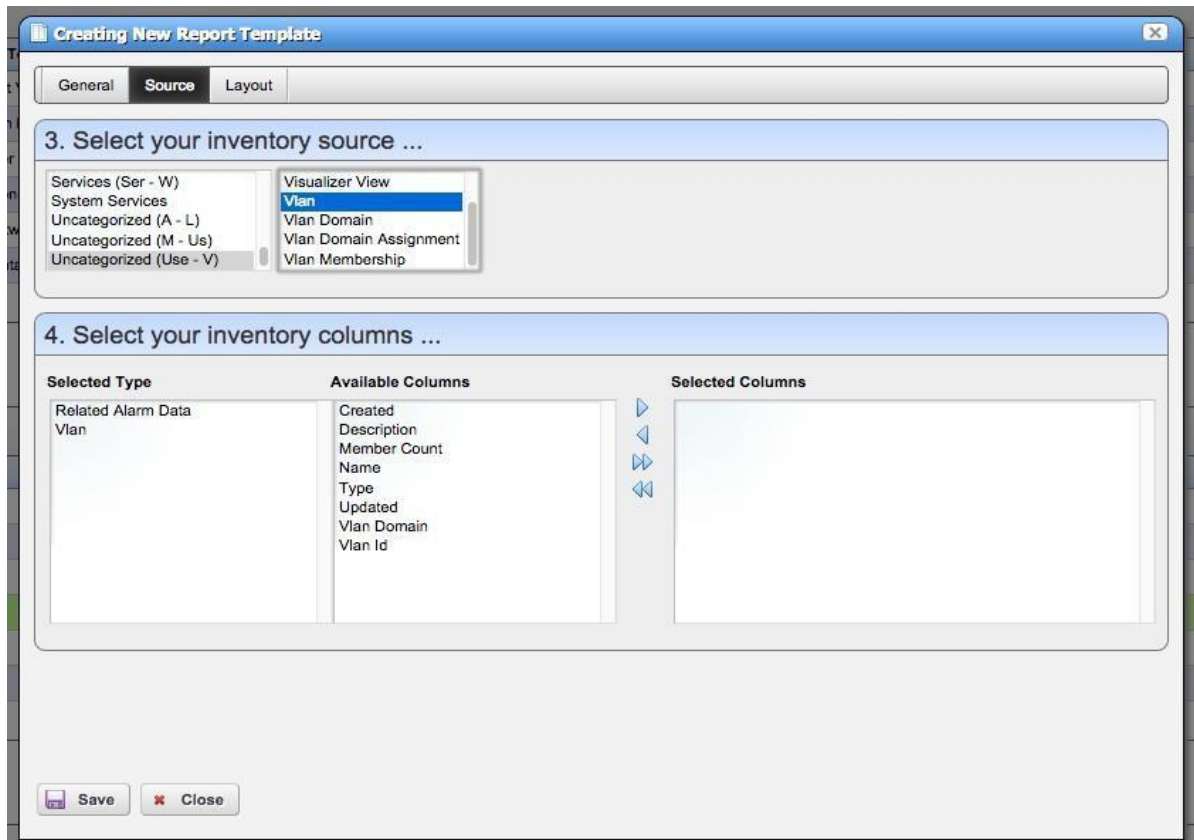 Creating New Report Template
General Source Layout
3. Select your inventory source ...
Services (Ser - W)
System Services
Uncategorized (A - L)
Uncategorized (M - Us)
Uncategorized (Use - V)
Visualizer View
Vlan
Vlan Domain
Vlan Domain Assignment
Vlan Membership
4. Select your inventory columns ...
Selected Type
Related Alarm Data
Vlan
Available Columns
Created
Description
Member Count
Name
Type
Updated
Vlan Domain
Vlan Id
Selected Columns
Save Close